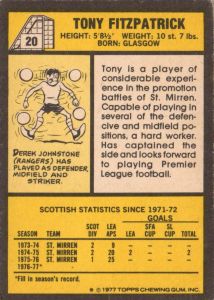 20
TONY FITZPATRICK
HEIGHT: 5'8½" WEIGHT: 10 st. 7 lbs.
BORN: GLASGOW
Tony is a player of
considerable experi-
ence in the promotion
battles of St. Mirren.
Capable of playing in
several of the defen-
sive and midfield pos-
itions, a hard worker.
Has captained the
side and looks forward
to playing Premier
League football.
DEREK JOHNSTONE
(RANGERS) HAS
PLAYED AS DEFENDER,
MIDFIELD AND
STRIKER.
SCOTTISH STATISTICS SINCE 1971-72
GOALS
SCOT LEA SFA SL LEA
SEASON TEAM DIV APS CUP CUP
1973-74 ST. MIRREN 2 9 — — —
1974-75 ST. MIRREN 2 20 — — 2
1975-76 ST. MIRREN 1 25 — —
1976-77*
*Fill in season's record.
© 1977 TOPPS CHEWING GUM, INC.